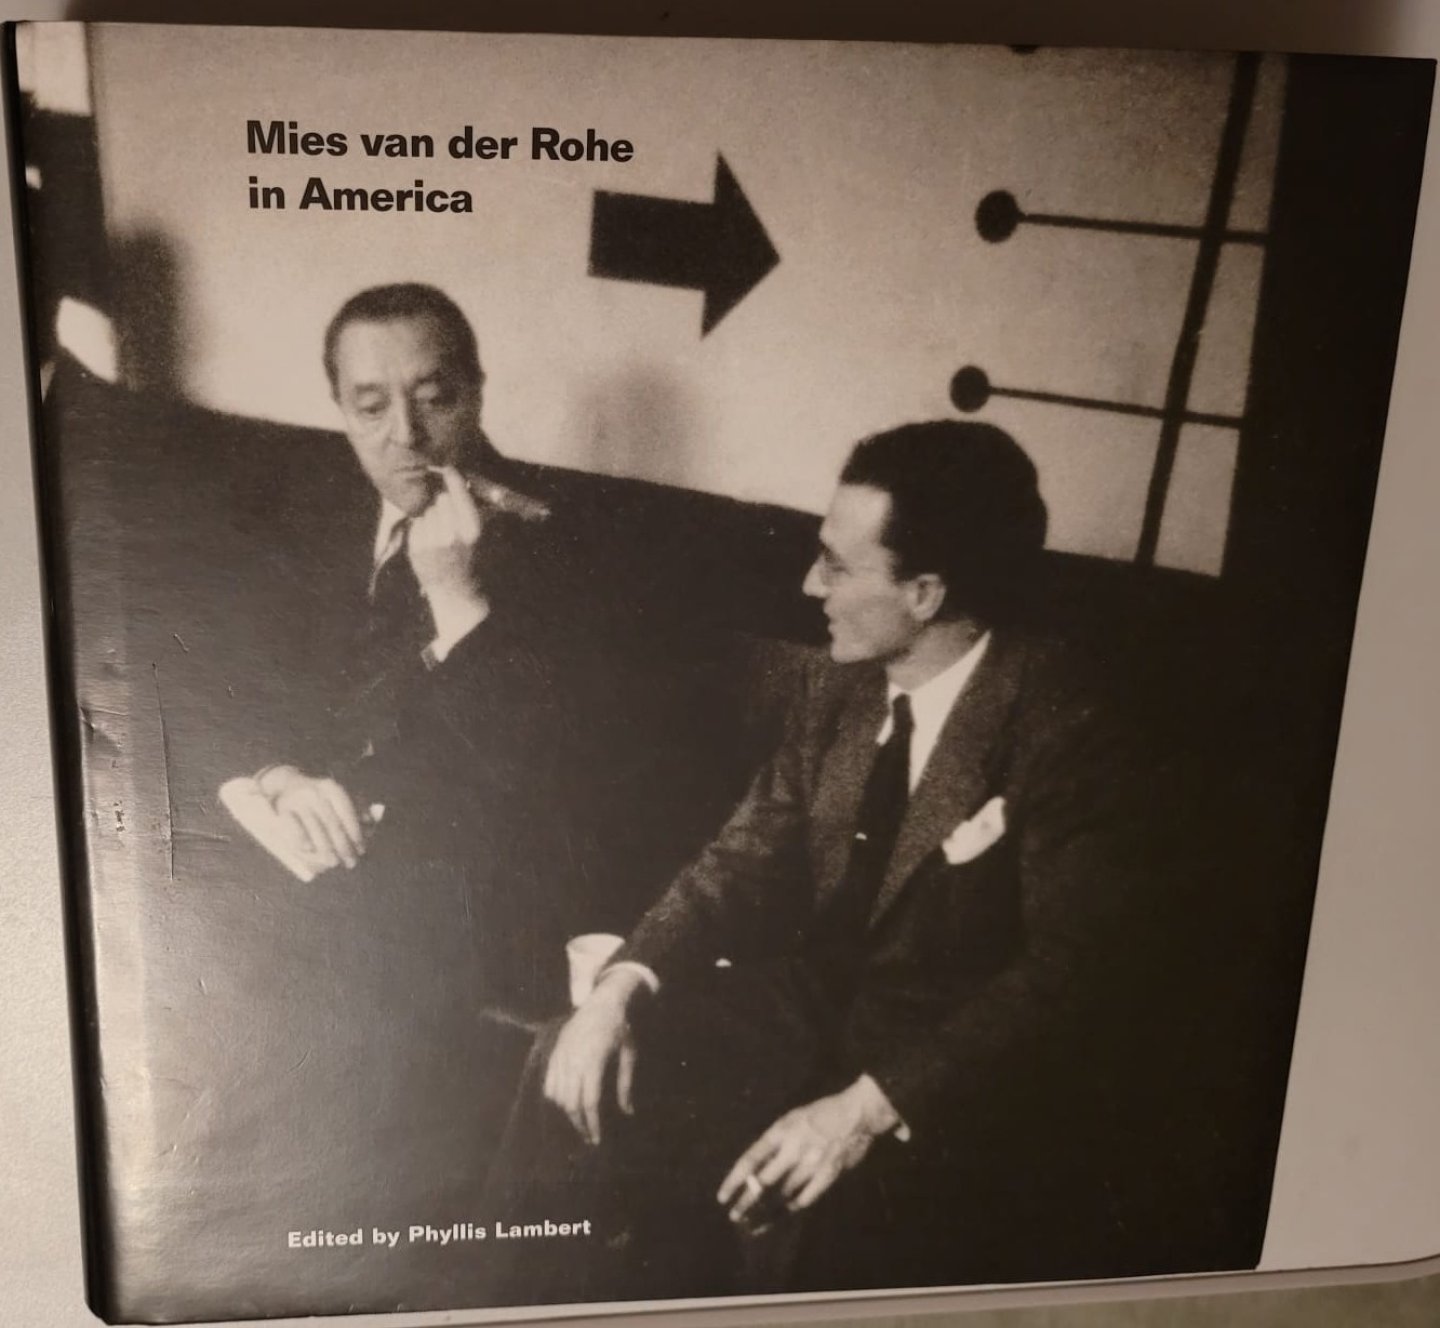 Mies van der Rohe
in America
Edited by Phyllis Lambert